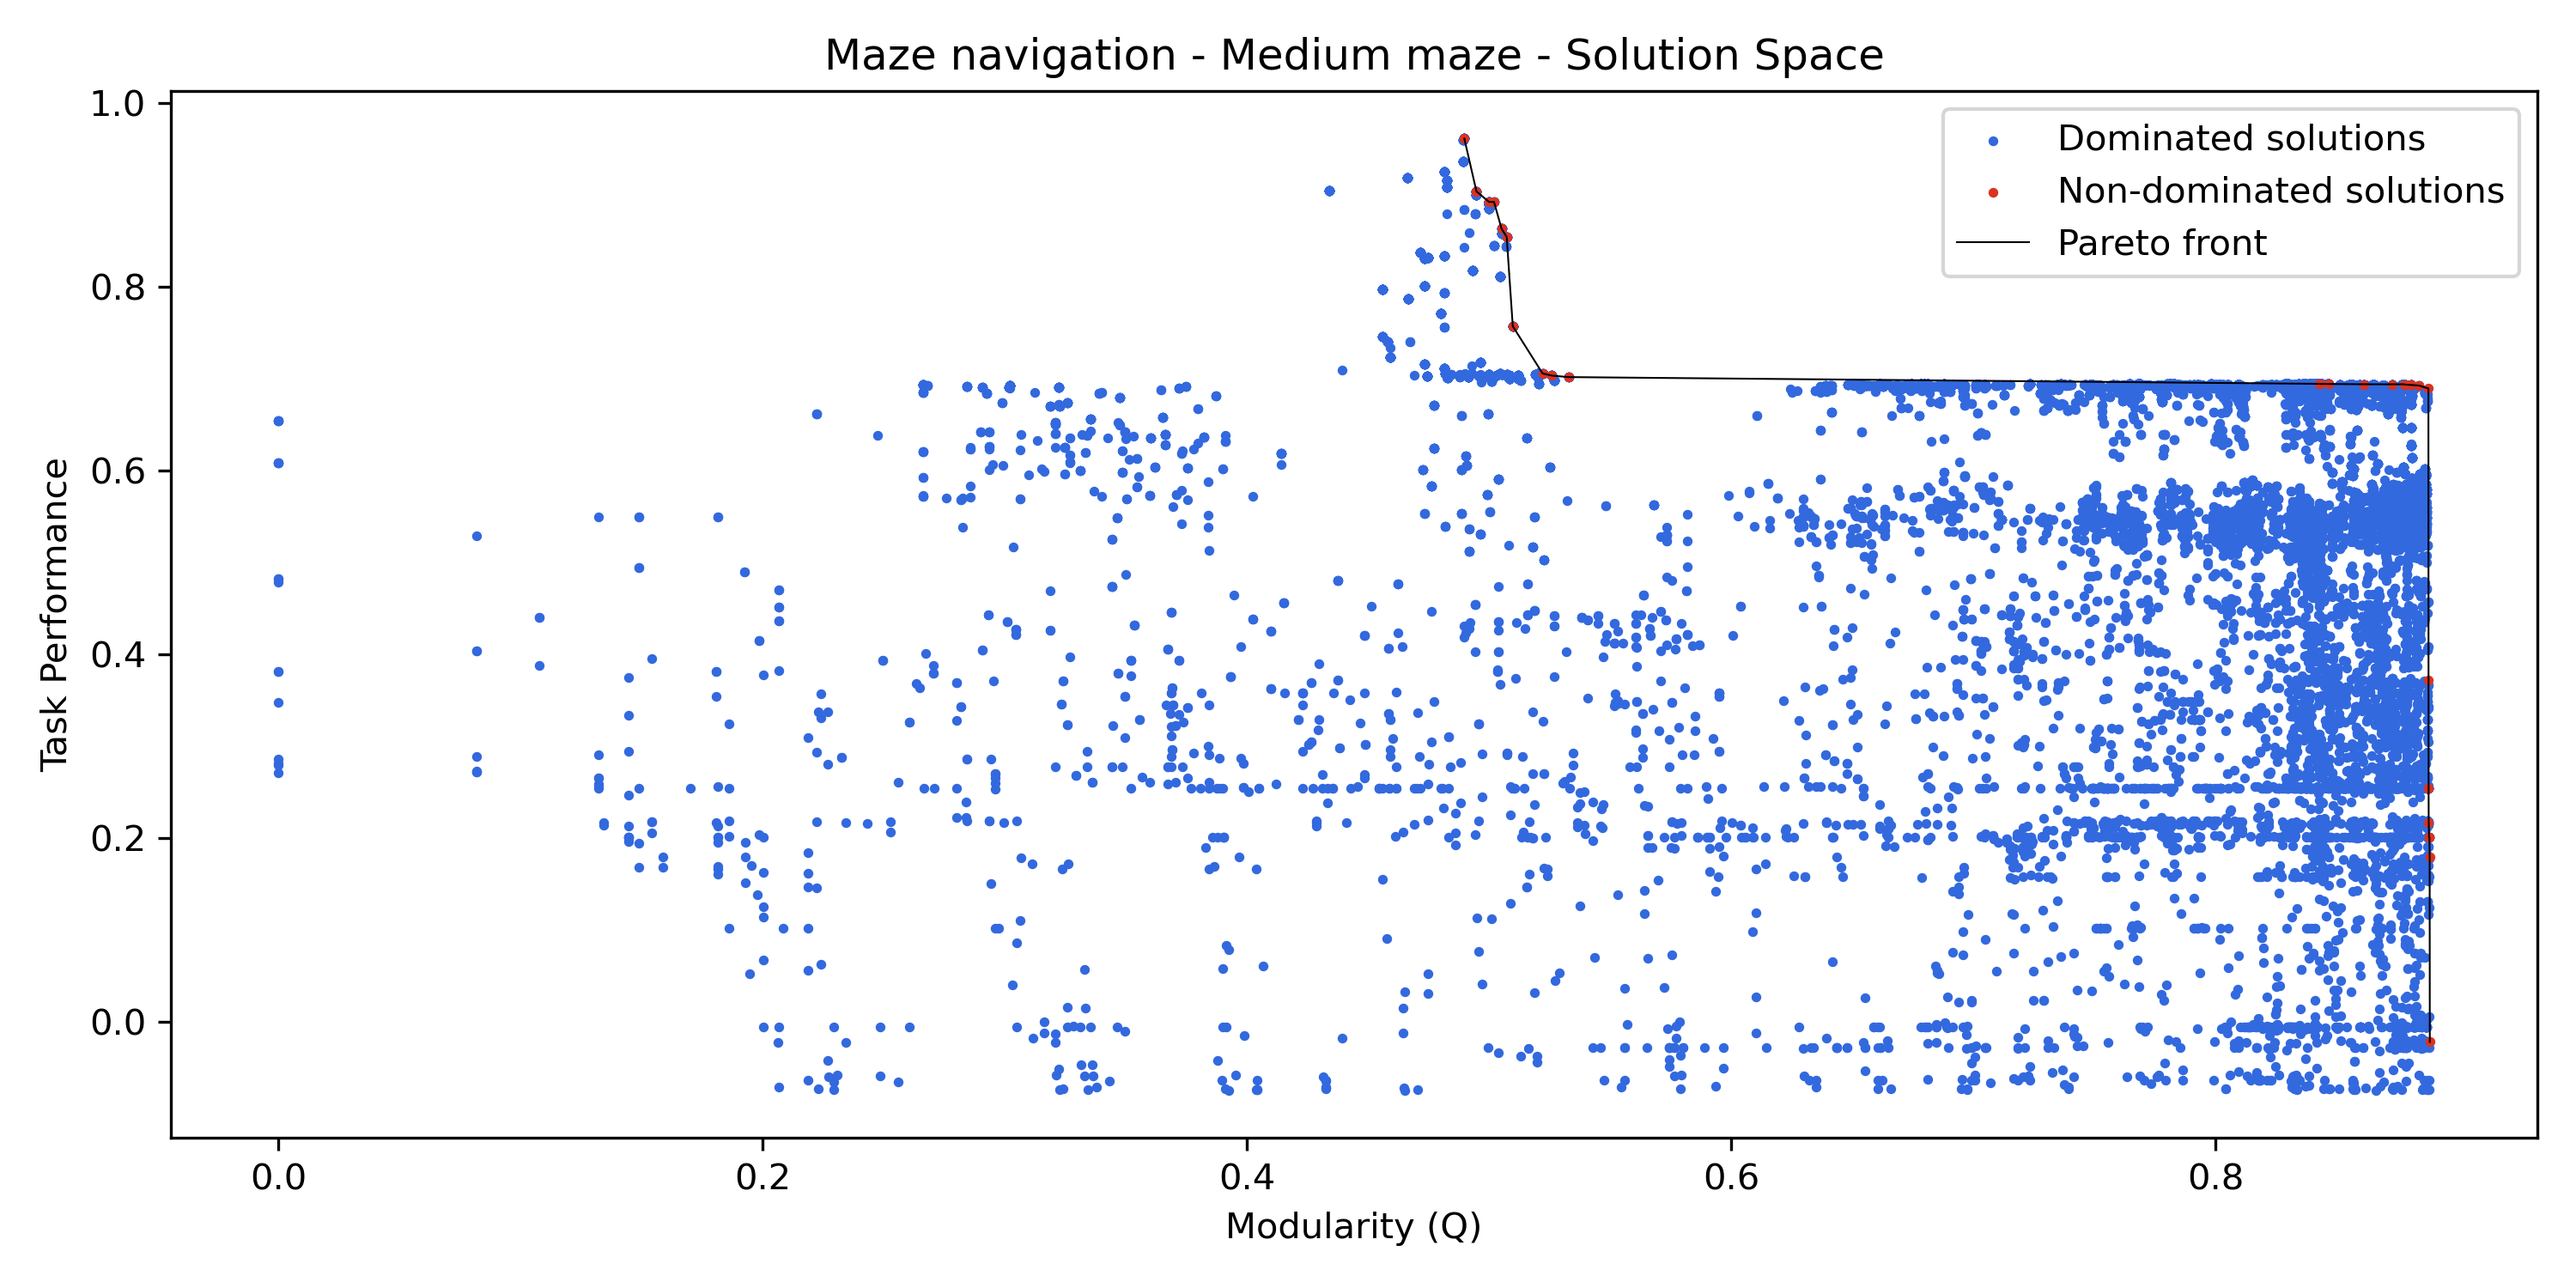 Maze navigation - Medium maze - Solution Space
Dominated solutions
Non-dominated solutions
Pareto front
Task Performance
1.0
0.8
0.6
0.4
0.2
0.0
0.0 0.2 0.4 0.6 0.8
Modularity (Q)